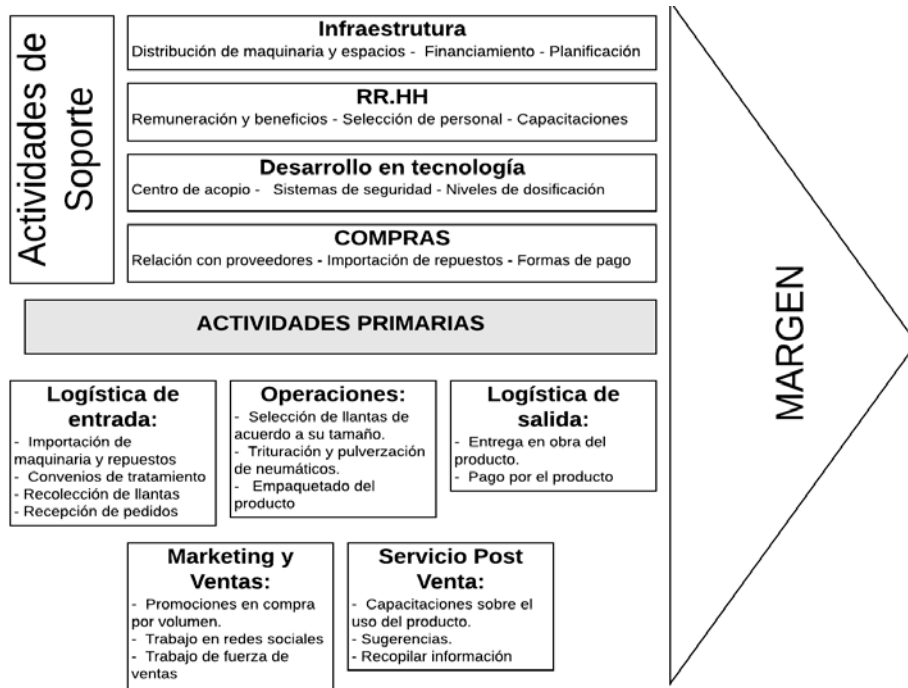 Actividades de
Soporte
Infraestrutura
Distribución de maquinaria y espacios - Financiamiento - Planificación
RR.HH
Remuneración y beneficios - Selección de personal - Capacitaciones
Desarrollo en tecnología
Centro de acopio - Sistemas de seguridad - Niveles de dosificación
COMPRAS
Relación con proveedores - Importación de repuestos - Formas de pago
ACTIVIDADES PRIMARIAS
Logística de
entrada:
- Importación de
maquinaria y repuestos
- Convenios de tratamiento
- Recolección de llantas
- Recepción de pedidos
Operaciones:
- Selección de llantas de
acuerdo a su tamaño.
- Trituración y pulverzación
de neumáticos.
- Empaquetado del
producto
Logística de
salida:
- Entrega en obra del
producto.
- Pago por el producto
Marketing y
Ventas:
- Promociones en compra
por volumen.
- Trabajo en redes sociales
- Trabajo de fuerza de
ventas
Servicio Post
Venta:
- Capacitaciones sobre el
uso del producto.
- Sugerencias.
- Recopilar información
MARGEN